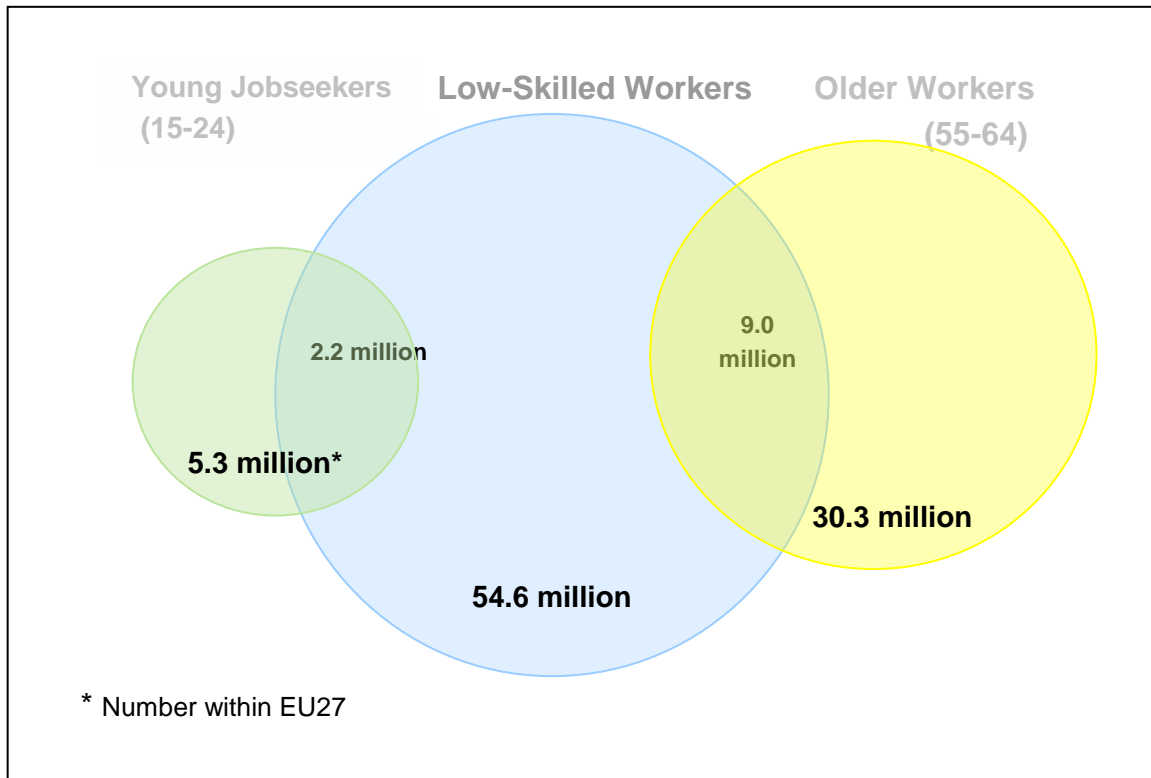 Young Jobseekers
(15-24)
Low-Skilled Workers
Older Workers
(55-64)
2.2 million
9.0
million
5.3 million*
30.3 million
54.6 million
* Number within EU27